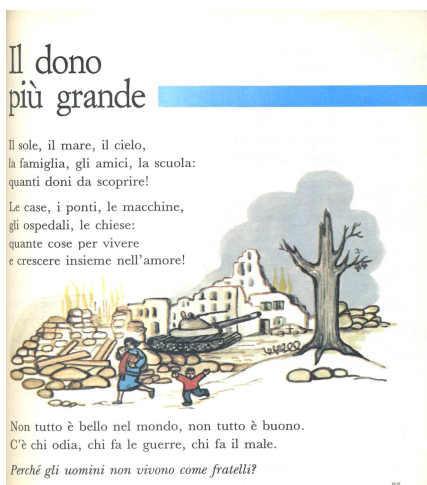 Il dono
più grande
Il sole, il mare, il cielo,
la famiglia, gli amici, la scuola:
quanti doni da scoprire!
Le case, i ponti, le macchine,
gli ospedali, le chiese:
quante cose per vivere
e crescere insieme nell'amore!
Non tutto è bello nel mondo, non tutto è buono.
C'è chi odia, chi fa le guerre, chi fa il male.
Perché gli uomini non vivono come fratelli?